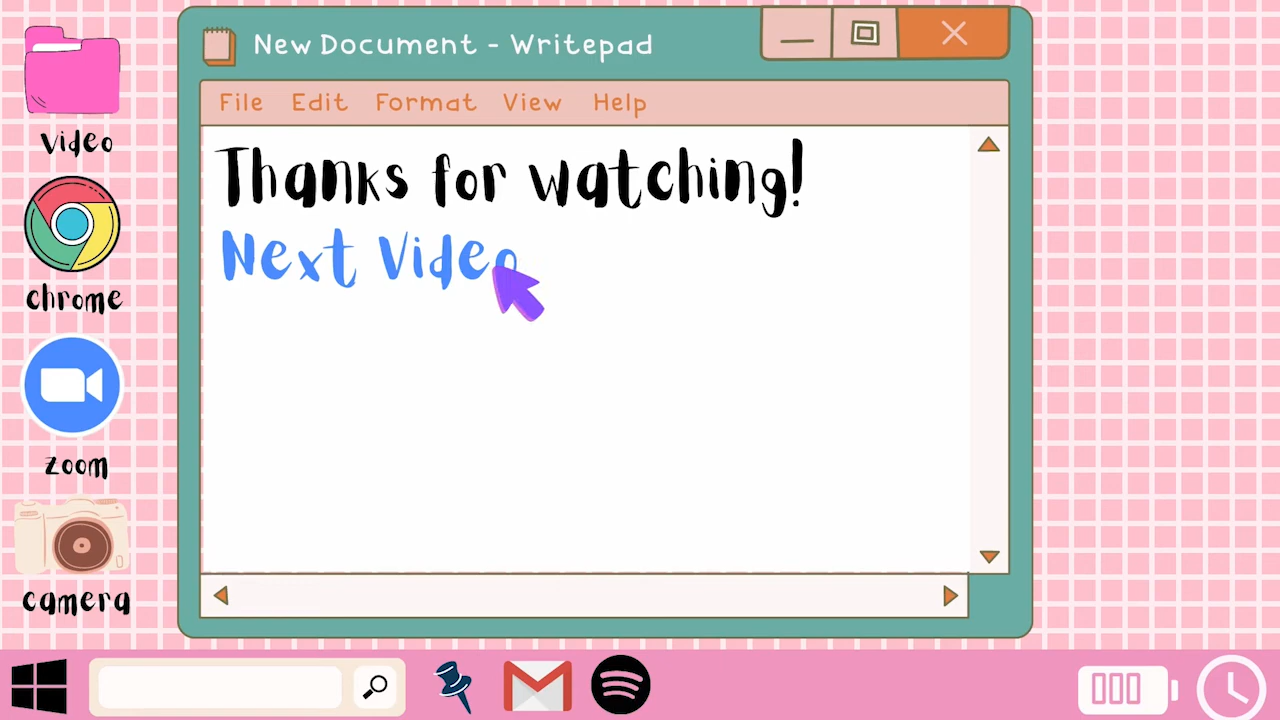 New Document - Writepad
File Edit Format View Help
Thanks for watching!
Next Video
video
chrome
zoom
camera